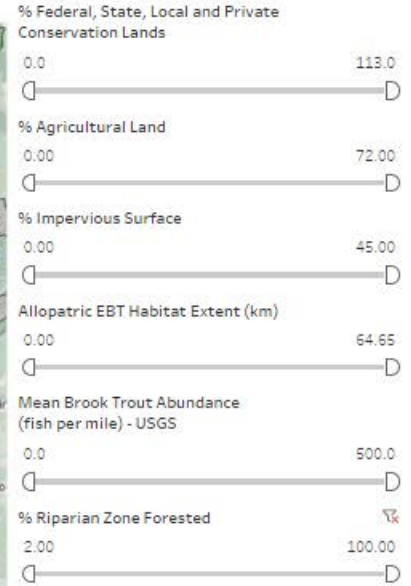 % Federal, State, Local and Private
Conservation Lands
0.0 113.0
% Agricultural Land
0.00 72.00
% Impervious Surface
0.00 45.00
Allopatric EBT Habitat Extent (km)
0.00 64.65
Mean Brook Trout Abundance
(fish per mile) - USGS
0.0 500.0
% Riparian Zone Forested
2.00 100.00